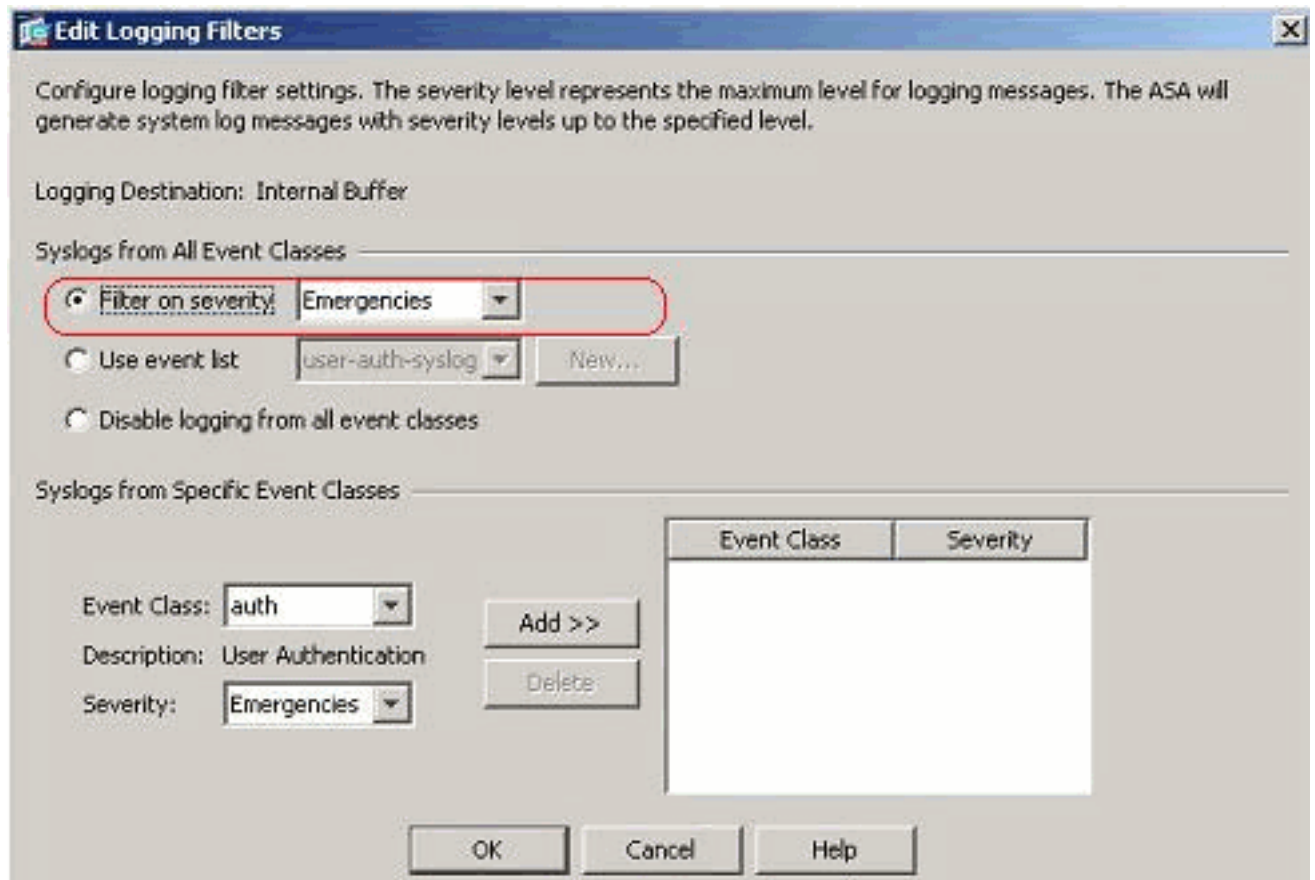 Edit Logging Filters
Configure logging filter settings. The severity level represents the maximum level for logging messages. The ASA will
generate system log messages with severity levels up to the specified level.
Logging Destination: Internal Buffer
Syslogs from All Event Classes
Filter on severity Emergencies
Use event list user-auth-syslog New...
Disable logging from all event classes
Syslogs from Specific Event Classes
Event Class Severity
Event Class: auth
Add >>
Description: User Authentication
Delete
Severity: Emergencies
OK Cancel Help